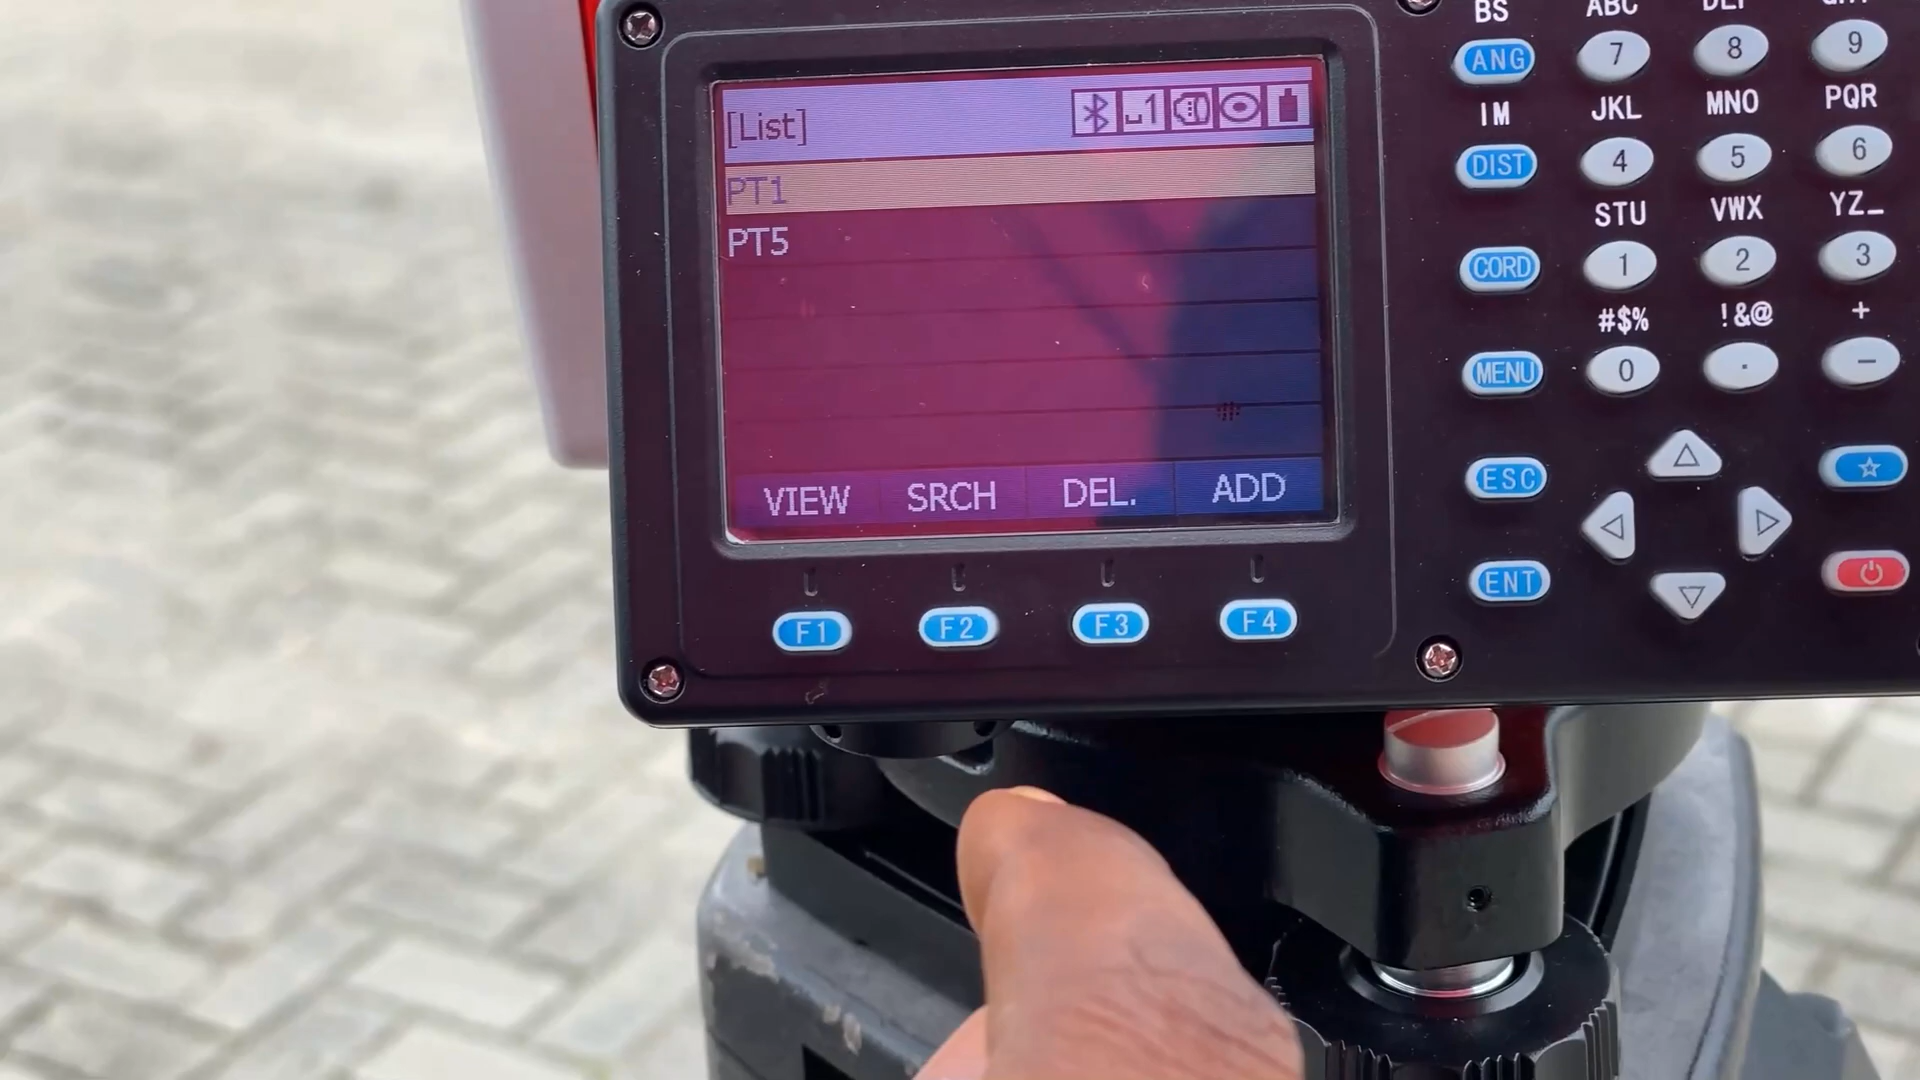 [List]
1
PT1
PT5
VIEW SRCH DEL. ADD
F1 F2 F3 F4
BS ABC
ANG 7 8 9
IM JKL MNO PQR
DIST 4 5 6
STU VWX YZ_
CORD 1 2 3
#$% !&@ +
MENU 0 . -
ESC
ENT